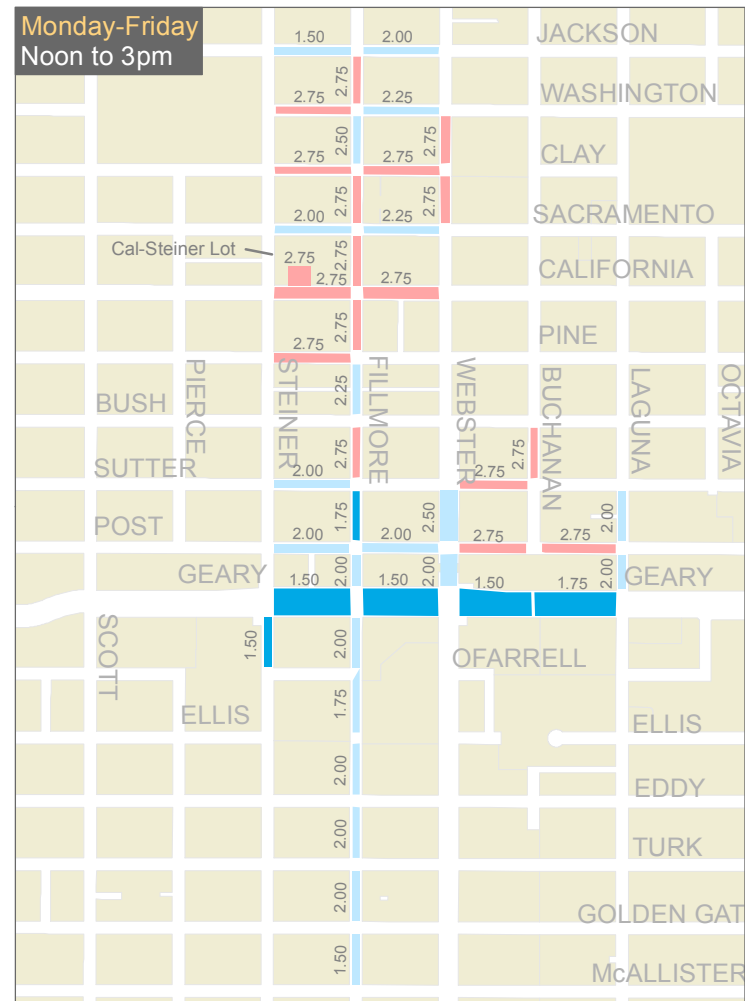 Monday-Friday
Noon to 3pm
1.50
2.00
JACKSON
2.75
2.75
2.25
WASHINGTON
2.50
2.75
2.75
2.75
CLAY
2.75
2.75
2.00
2.25
SACRAMENTO
Cal-Steiner Lot
2.75
2.75
2.75
2.75
CALIFORNIA
2.75
2.75
PINE
PIERCE
STEINER
FILLMORE
WEBSTER
BUCHANAN
LAGUNA
OCTAVIA
2.25
BUSH
2.75
2.75
SUTTER
2.00
2.75
1.75
2.50
2.00
POST
2.00
2.00
2.75
2.75
GEARY
2.00
2.00
2.00
GEARY
1.50
1.50
1.50
1.75
SCOTT
1.50
2.00
OFARRELL
1.75
ELLIS
ELLIS
2.00
EDDY
2.00
TURK
2.00
GOLDEN GAT
1.50
McALLISTER